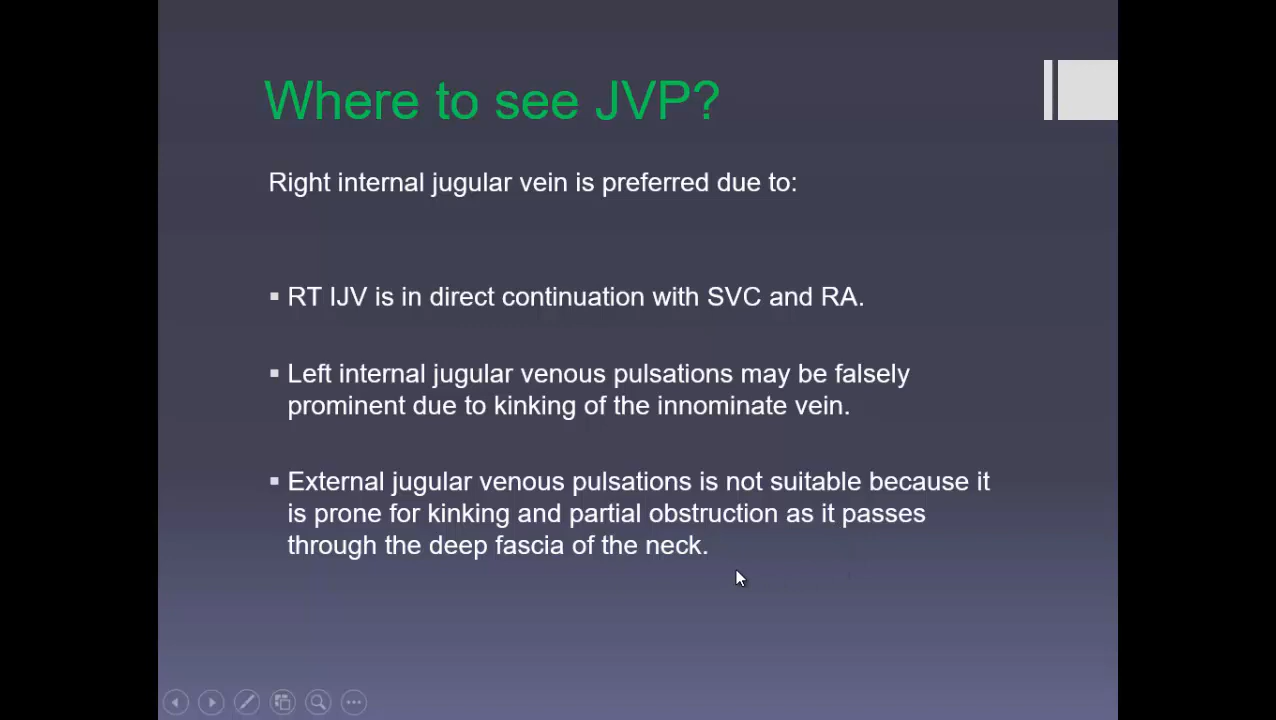 Where to see JVP?
Right internal jugular vein is preferred due to:
▪ RT IJV is in direct continuation with SVC and RA.
▪ Left internal jugular venous pulsations may be falsely
prominent due to kinking of the innominate vein.
▪ External jugular venous pulsations is not suitable because it
is prone for kinking and partial obstruction as it passes
through the deep fascia of the neck.